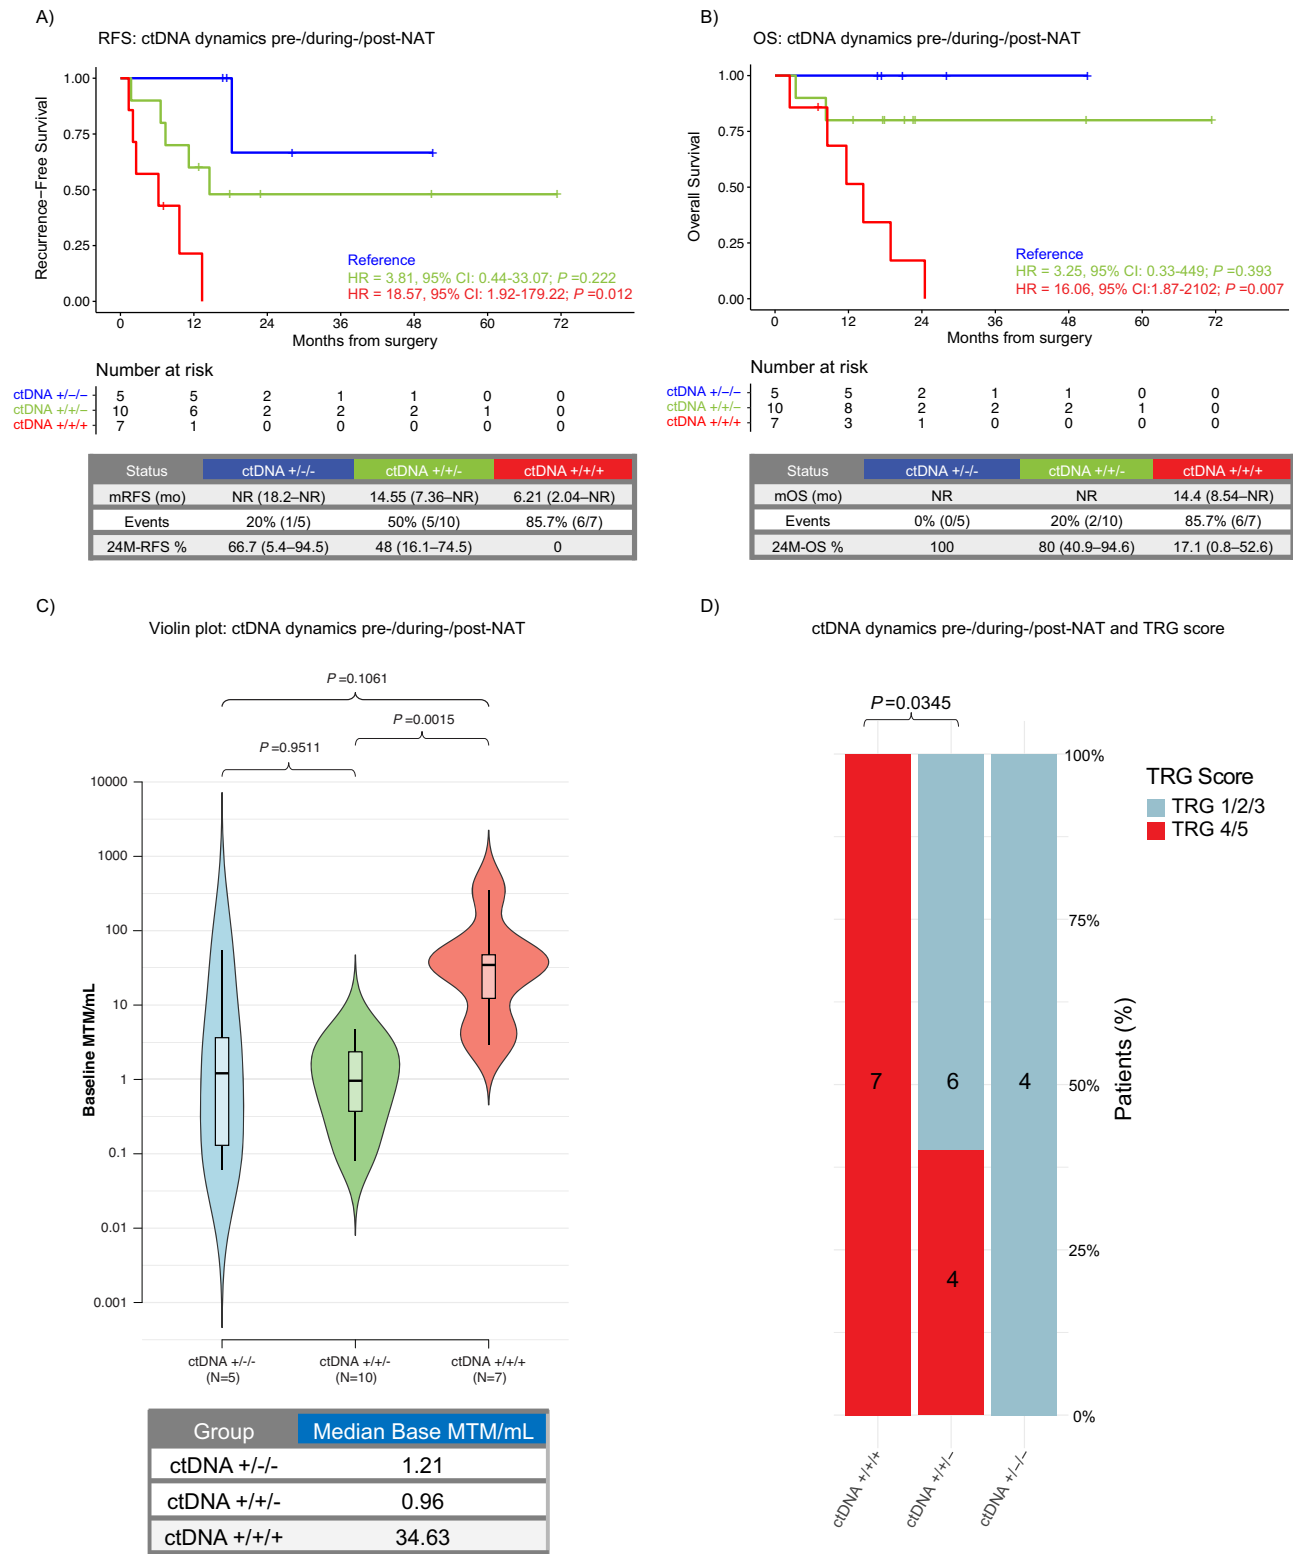 A)
RFS: ctDNA dynamics pre-/during-/post-NAT
Recurrence-Free Survival
1.00
0.75
0.50
0.25
0.00
Reference
HR = 3.81, 95% CI: 0.44-33.07; P =0.222
HR = 18.57, 95% CI: 1.92-179.22; P =0.012
0 12 24 36 48 60 72
Months from surgery
Number at risk
ctDNA +/−/− 5 5 2 1 1 0 0
ctDNA +/+/− 10 6 2 2 2 1 0
ctDNA +/+/+ 7 1 0 0 0 0 0
Status ctDNA +/-/- ctDNA +/+/- ctDNA +/+/+
mRFS (mo) NR (18.2–NR) 14.55 (7.36–NR) 6.21 (2.04–NR)
Events 20% (1/5) 50% (5/10) 85.7% (6/7)
24M-RFS % 66.7 (5.4–94.5) 48 (16.1–74.5) 0
B)
OS: ctDNA dynamics pre-/during-/post-NAT
Overall Survival
1.00
0.75
0.50
0.25
0.00
Reference
HR = 3.25, 95% CI: 0.33-449; P =0.393
HR = 16.06, 95% CI:1.87-2102; P =0.007
0 12 24 36 48 60 72
Months from surgery
Number at risk
ctDNA +/−/− 5 5 2 1 1 0 0
ctDNA +/+/− 10 8 2 2 2 1 0
ctDNA +/+/+ 7 3 1 0 0 0 0
Status ctDNA +/-/- ctDNA +/+/- ctDNA +/+/+
mOS (mo) NR NR 14.4 (8.54–NR)
Events 0% (0/5) 20% (2/10) 85.7% (6/7)
24M-OS % 100 80 (40.9–94.6) 17.1 (0.8–52.6)
C)
Violin plot: ctDNA dynamics pre-/during-/post-NAT
P =0.1061
P =0.0015
P =0.9511
Baseline MTM/mL
10000
1000
100
10
1
0.1
0.01
0.001
ctDNA +/-/- ctDNA +/+/- ctDNA +/+/+
(N=5) (N=10) (N=7)
Group Median Base MTM/mL
ctDNA +/-/- 1.21
ctDNA +/+/- 0.96
ctDNA +/+/+ 34.63
D)
ctDNA dynamics pre-/during-/post-NAT and TRG score
P=0.0345
100%
75%
50%
25%
0%
Patients (%)
7 6 4
4
TRG Score
TRG 1/2/3
TRG 4/5
ctDNA +/+/+ ctDNA +/+/− ctDNA +/−/−